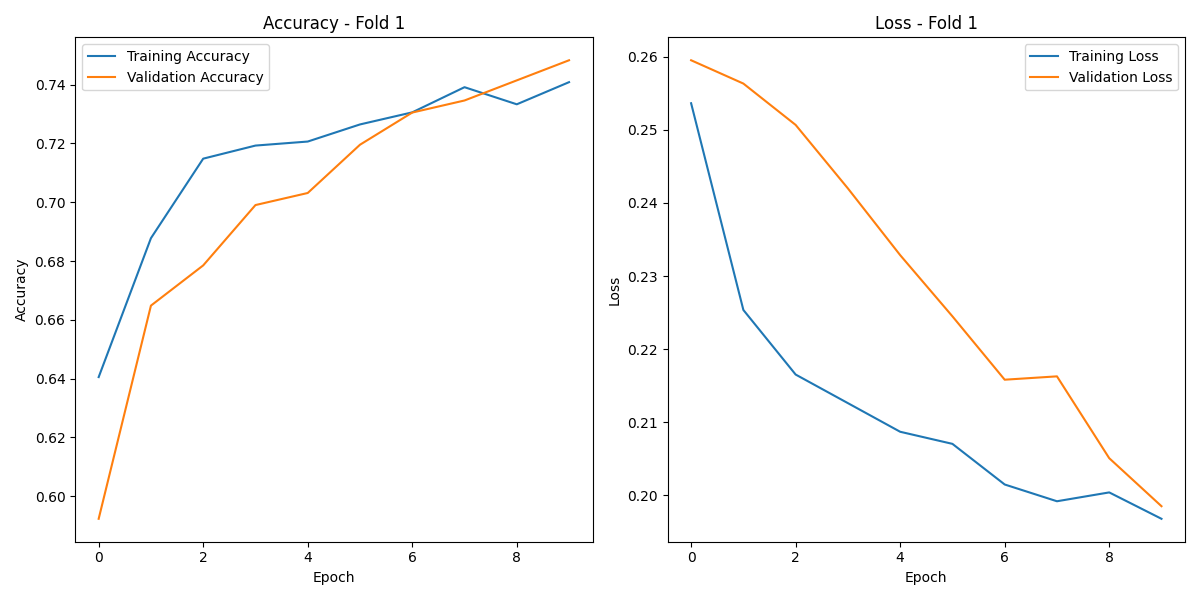 Accuracy - Fold 1
Training Accuracy
Validation Accuracy
0.74
0.72
0.70
0.68
0.66
0.64
0.62
0.60
Accuracy
0 2 4 6 8
Epoch
Loss - Fold 1
Training Loss
Validation Loss
0.26
0.25
0.24
0.23
0.22
0.21
0.20
Loss
0 2 4 6 8
Epoch